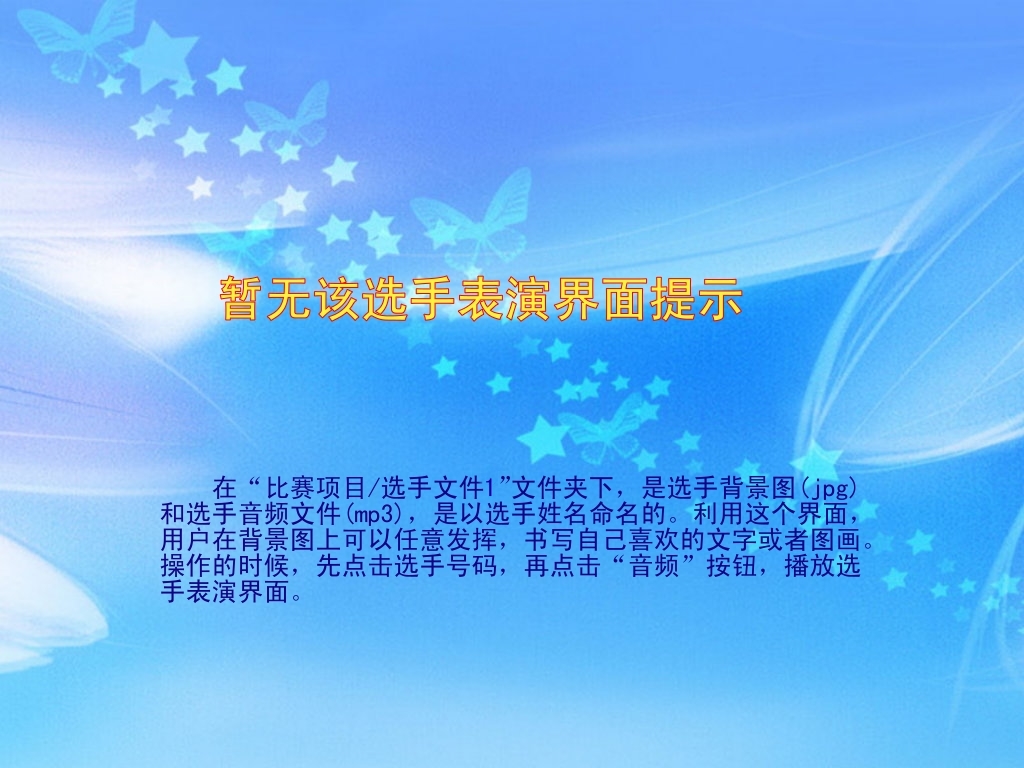 暂无该选手表演界面提示
在“比赛项目/选手文件1”文件夹下，是选手背景图(jpg)
和选手音频文件(mp3)，是以选手姓名命名的。利用这个界面，
用户在背景图上可以任意发挥，书写自己喜欢的文字或者图画。
操作的时候，先点击选手号码，再点击“音频”按钮，播放选
手表演界面。